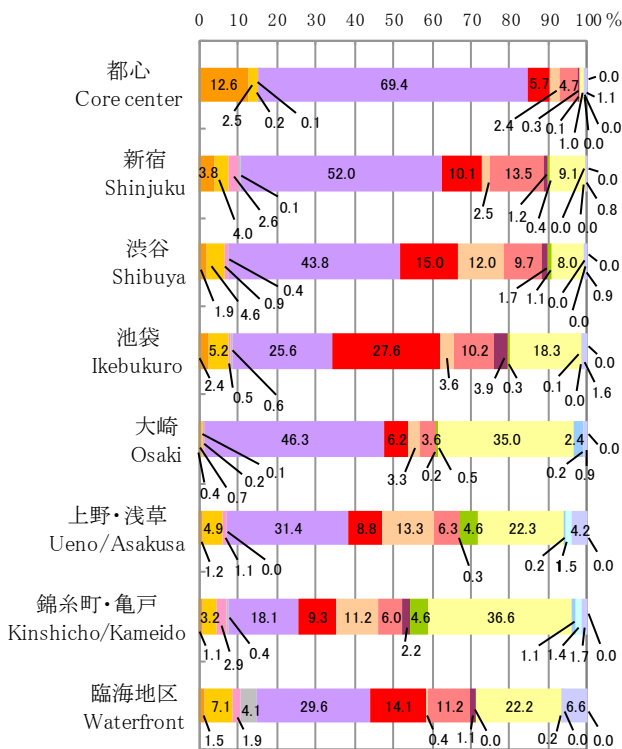 0 10 20 30 40 50 60 70 80 90 100 %
都心
Core center
12.6 69.4 5.7 4.7 0.0
2.5 0.2 0.1 2.4 0.3 0.1 1.0 0.0 1.1 0.0
新宿
Shinjuku
3.8 52.0 10.1 13.5 9.1 0.0
4.0 2.6 0.1 2.5 1.2 0.4 0.0 0.0 0.8
渋谷
Shibuya
43.8 15.0 12.0 9.7 8.0 0.0
1.9 4.6 0.9 0.4 1.7 1.1 0.0 0.0 0.9
池袋
Ikebukuro
5.2 25.6 27.6 10.2 18.3 0.0
2.4 0.5 0.6 3.6 3.9 0.3 0.1 0.0 1.6
大崎
Osaki
46.3 6.2 3.6 35.0 2.4 0.0
0.4 0.7 0.2 0.1 3.3 0.2 0.5 0.2 0.9
上野・浅草
Ueno/Asakusa
4.9 31.4 8.8 13.3 6.3 4.6 22.3 4.2
1.2 1.1 0.0 0.3 0.2 1.5 0.0
錦糸町・亀戸
Kinshicho/Kameido
3.2 18.1 9.3 11.2 6.0 4.6 36.6
1.1 2.9 0.4 2.2 1.1 1.4 1.7 0.0
臨海地区
Waterfront
7.1 4.1 29.6 14.1 11.2 22.2 6.6
1.5 1.9 0.4 1.1 0.0 0.2 0.0 0.0